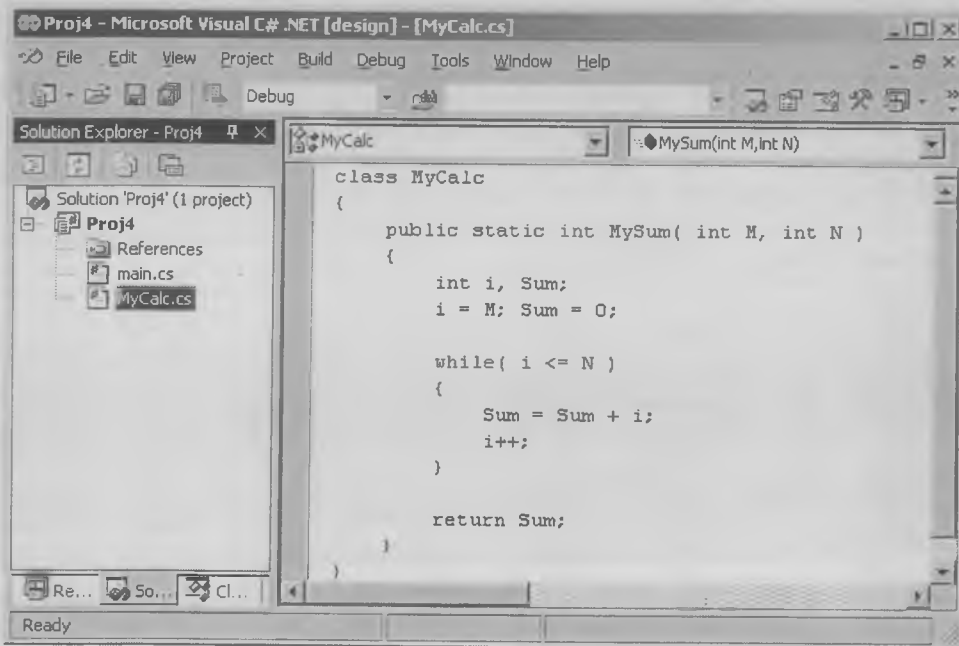 Proj4 - Microsoft Visual C# .NET [design] - [MyCalc.cs]
File Edit View Project Build Debug Tools Window Help
Debug
Solution Explorer - Proj4
Solution 'Proj4' (1 project)
Proj4
References
main.cs
MyCalc.cs
Re... So... Cl...
MyCalc
MySum(int M,int N)
class MyCalc
{
public static int MySum( int M, int N )
{
int i, Sum;
i = M; Sum = 0;
while( i <= N )
{
Sum = Sum + i;
i++;
}
return Sum;
}
}
Ready